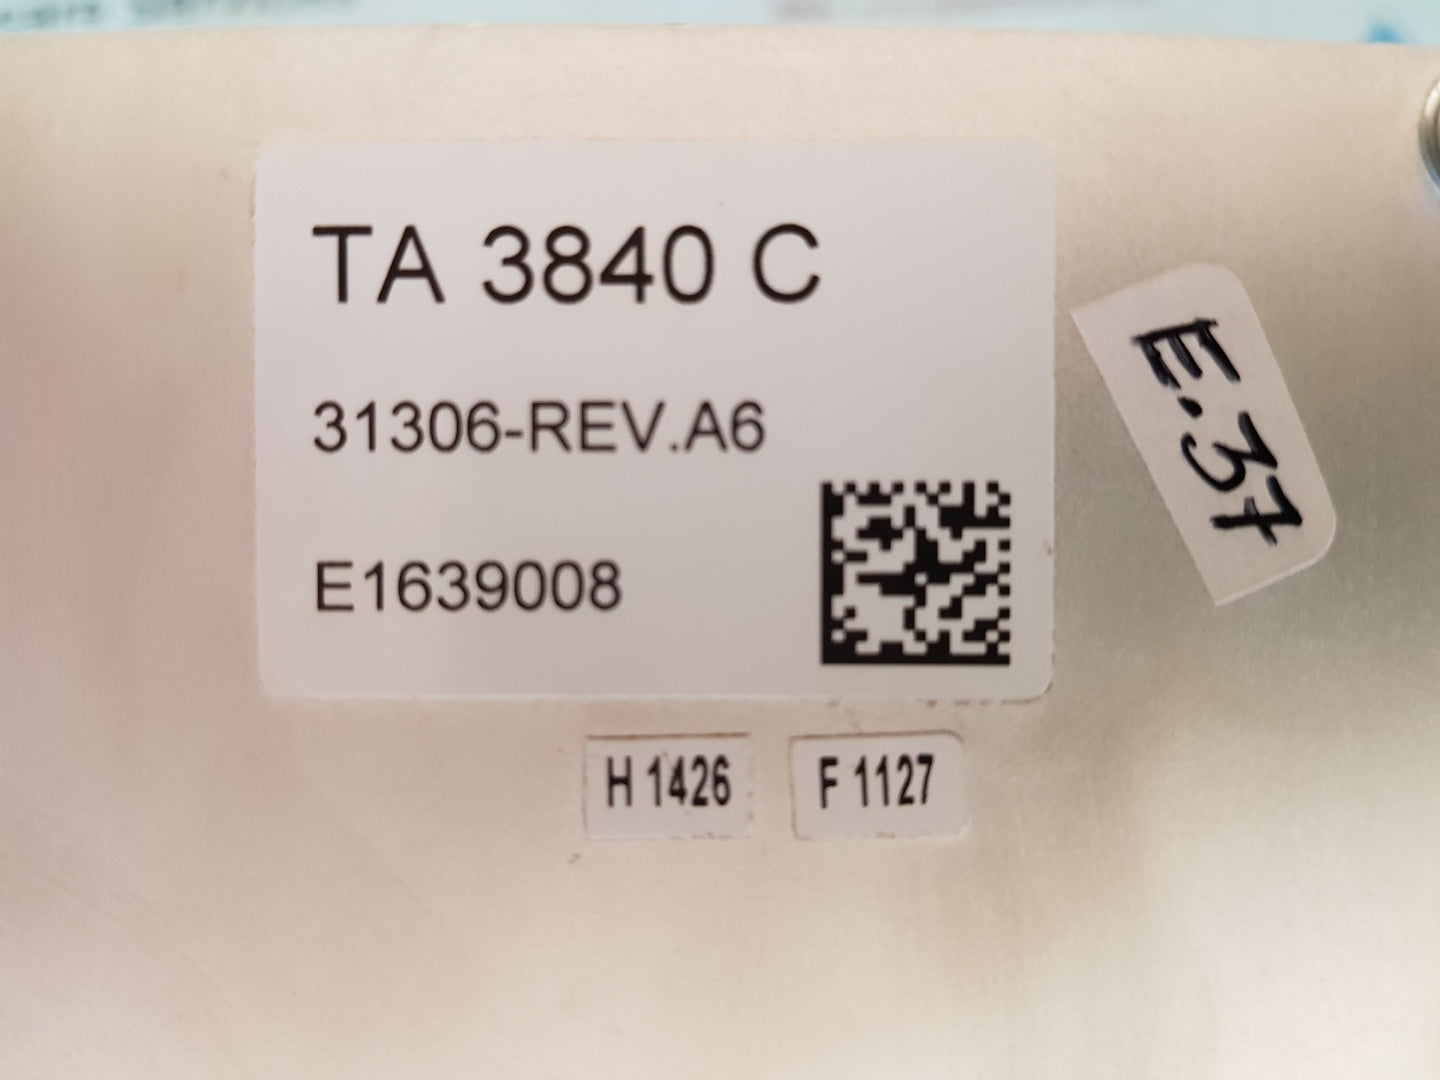 TA 3840 C
31306-REV.A6
E1639008
E.37
H 1426
F 1127